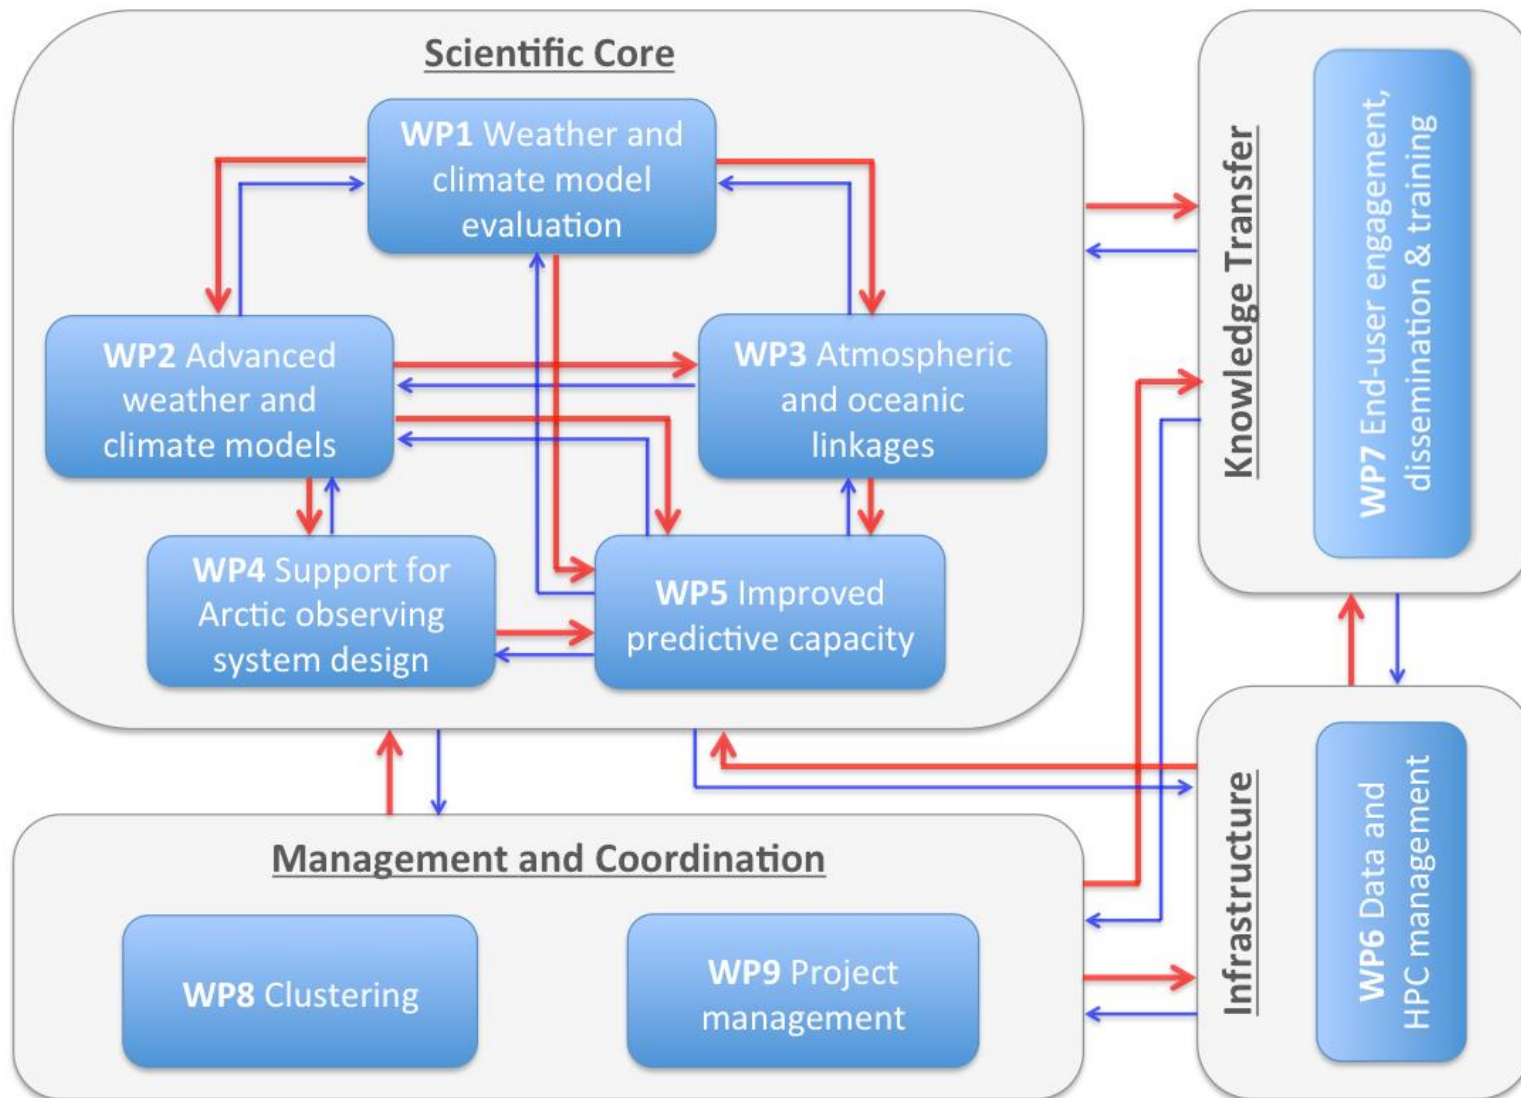 Scientific Core
WP1 Weather and
climate model
evaluation
WP2 Advanced
weather and
climate models
WP3 Atmospheric
and oceanic
linkages
WP4 Support for
Arctic observing
system design
WP5 Improved
predictive capacity
Knowledge Transfer
WP7 End-user engagement,
dissemination & training
Management and Coordination
WP8 Clustering
WP9 Project
management
Infrastructure
WP6 Data and
HPC management